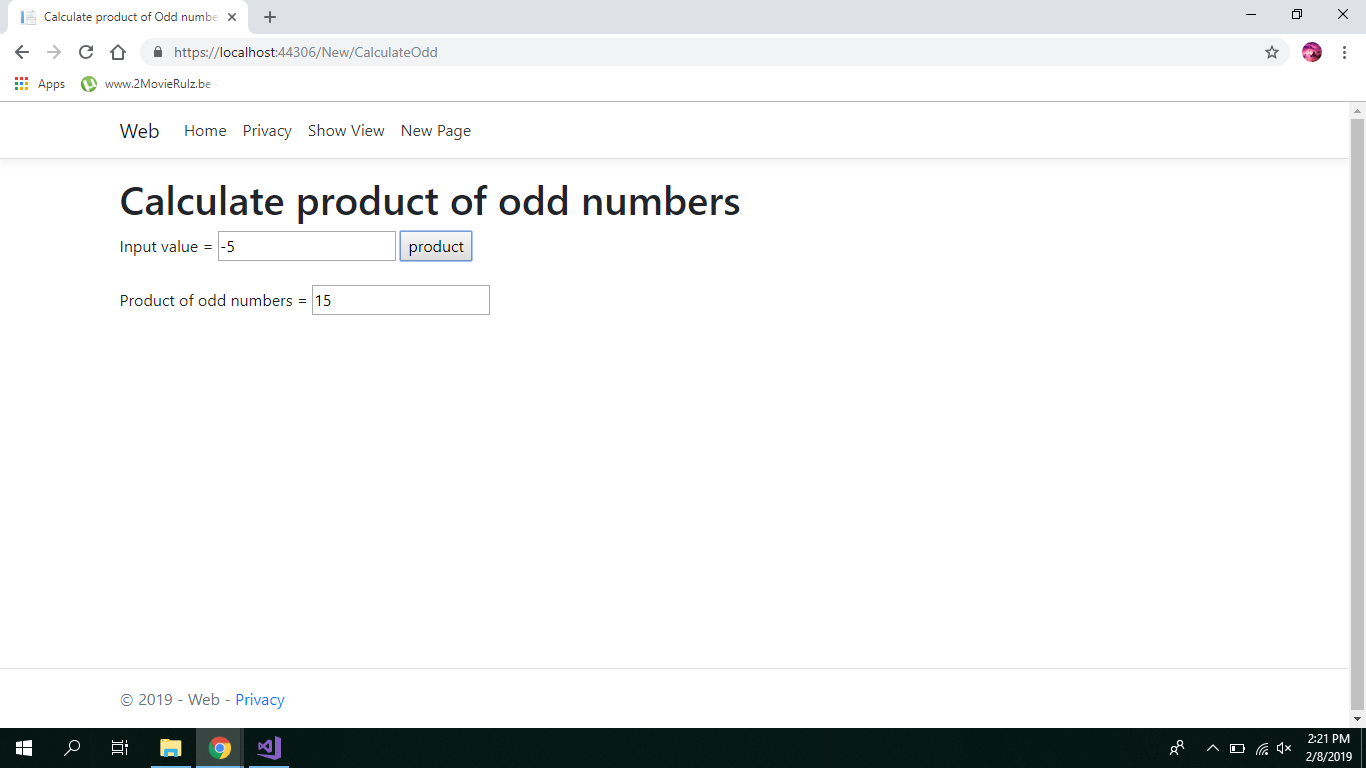 Calculate product of Odd numbe
https://localhost:44306/New/CalculateOdd
Apps www.2MovieRulz.be -
Web Home Privacy Show View New Page
Calculate product of odd numbers
Input value = -5 product
Product of odd numbers = 15
© 2019 - Web - Privacy
2:21 PM
2/8/2019